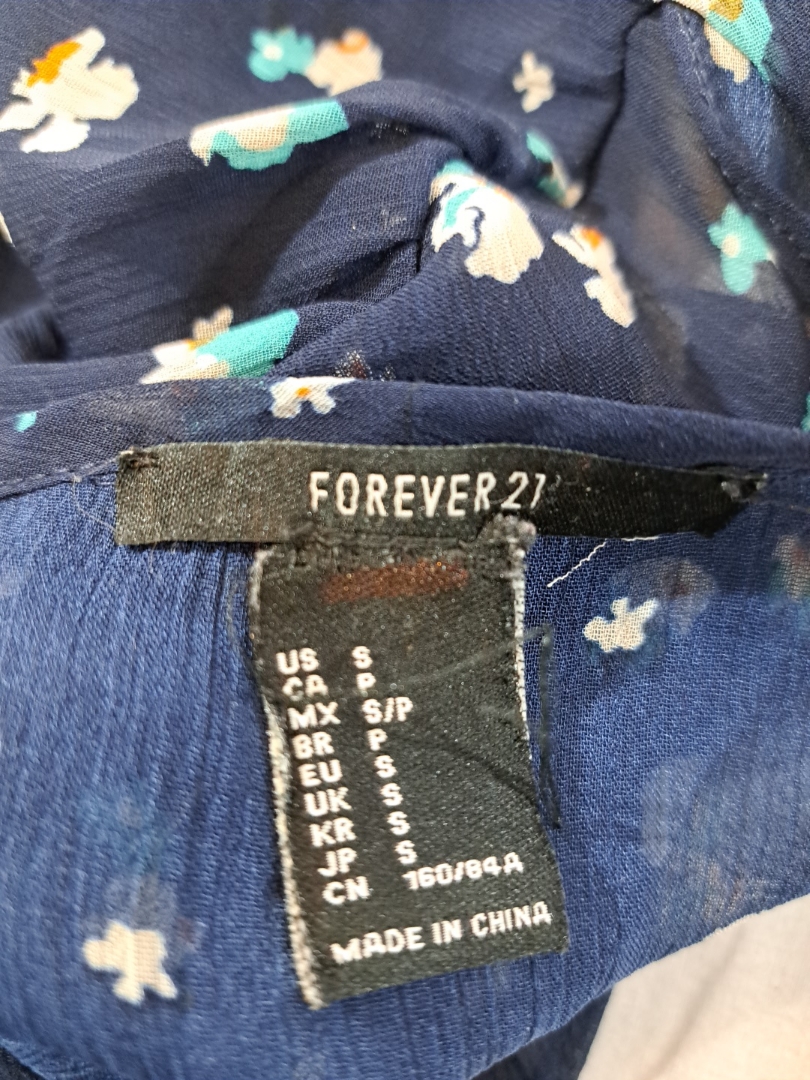 FOREVER 21
US S
CA P
MX S/P
BR P
EU S
UK S
KR S
JP S
CN 160/84A
MADE IN CHINA